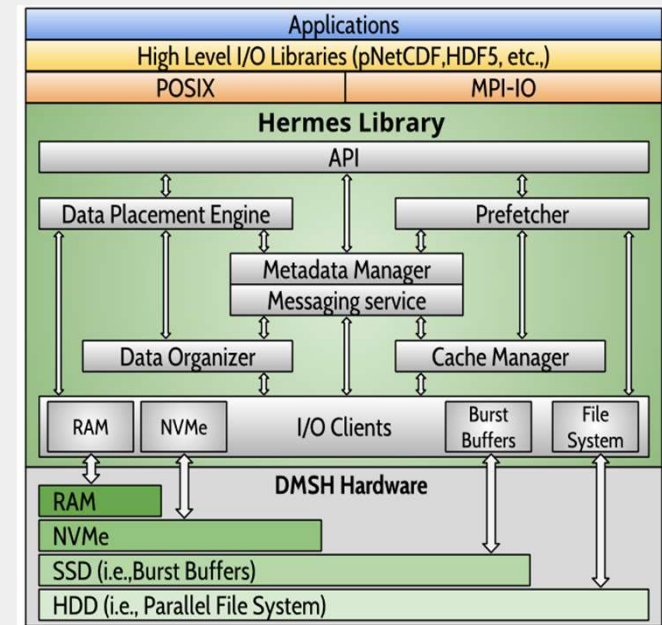 Applications
High Level I/O Libraries (pNetCDF,HDF5, etc.,)
POSIX
MPI-IO
Hermes Library
API
Data Placement Engine
Prefetcher
Metadata Manager
Messaging service
Data Organizer
Cache Manager
RAM
NVMe
I/O Clients
Burst
Buffers
File
System
DMSH Hardware
RAM
NVMe
SSD (i.e.,Burst Buffers)
HDD (i.e., Parallel File System)